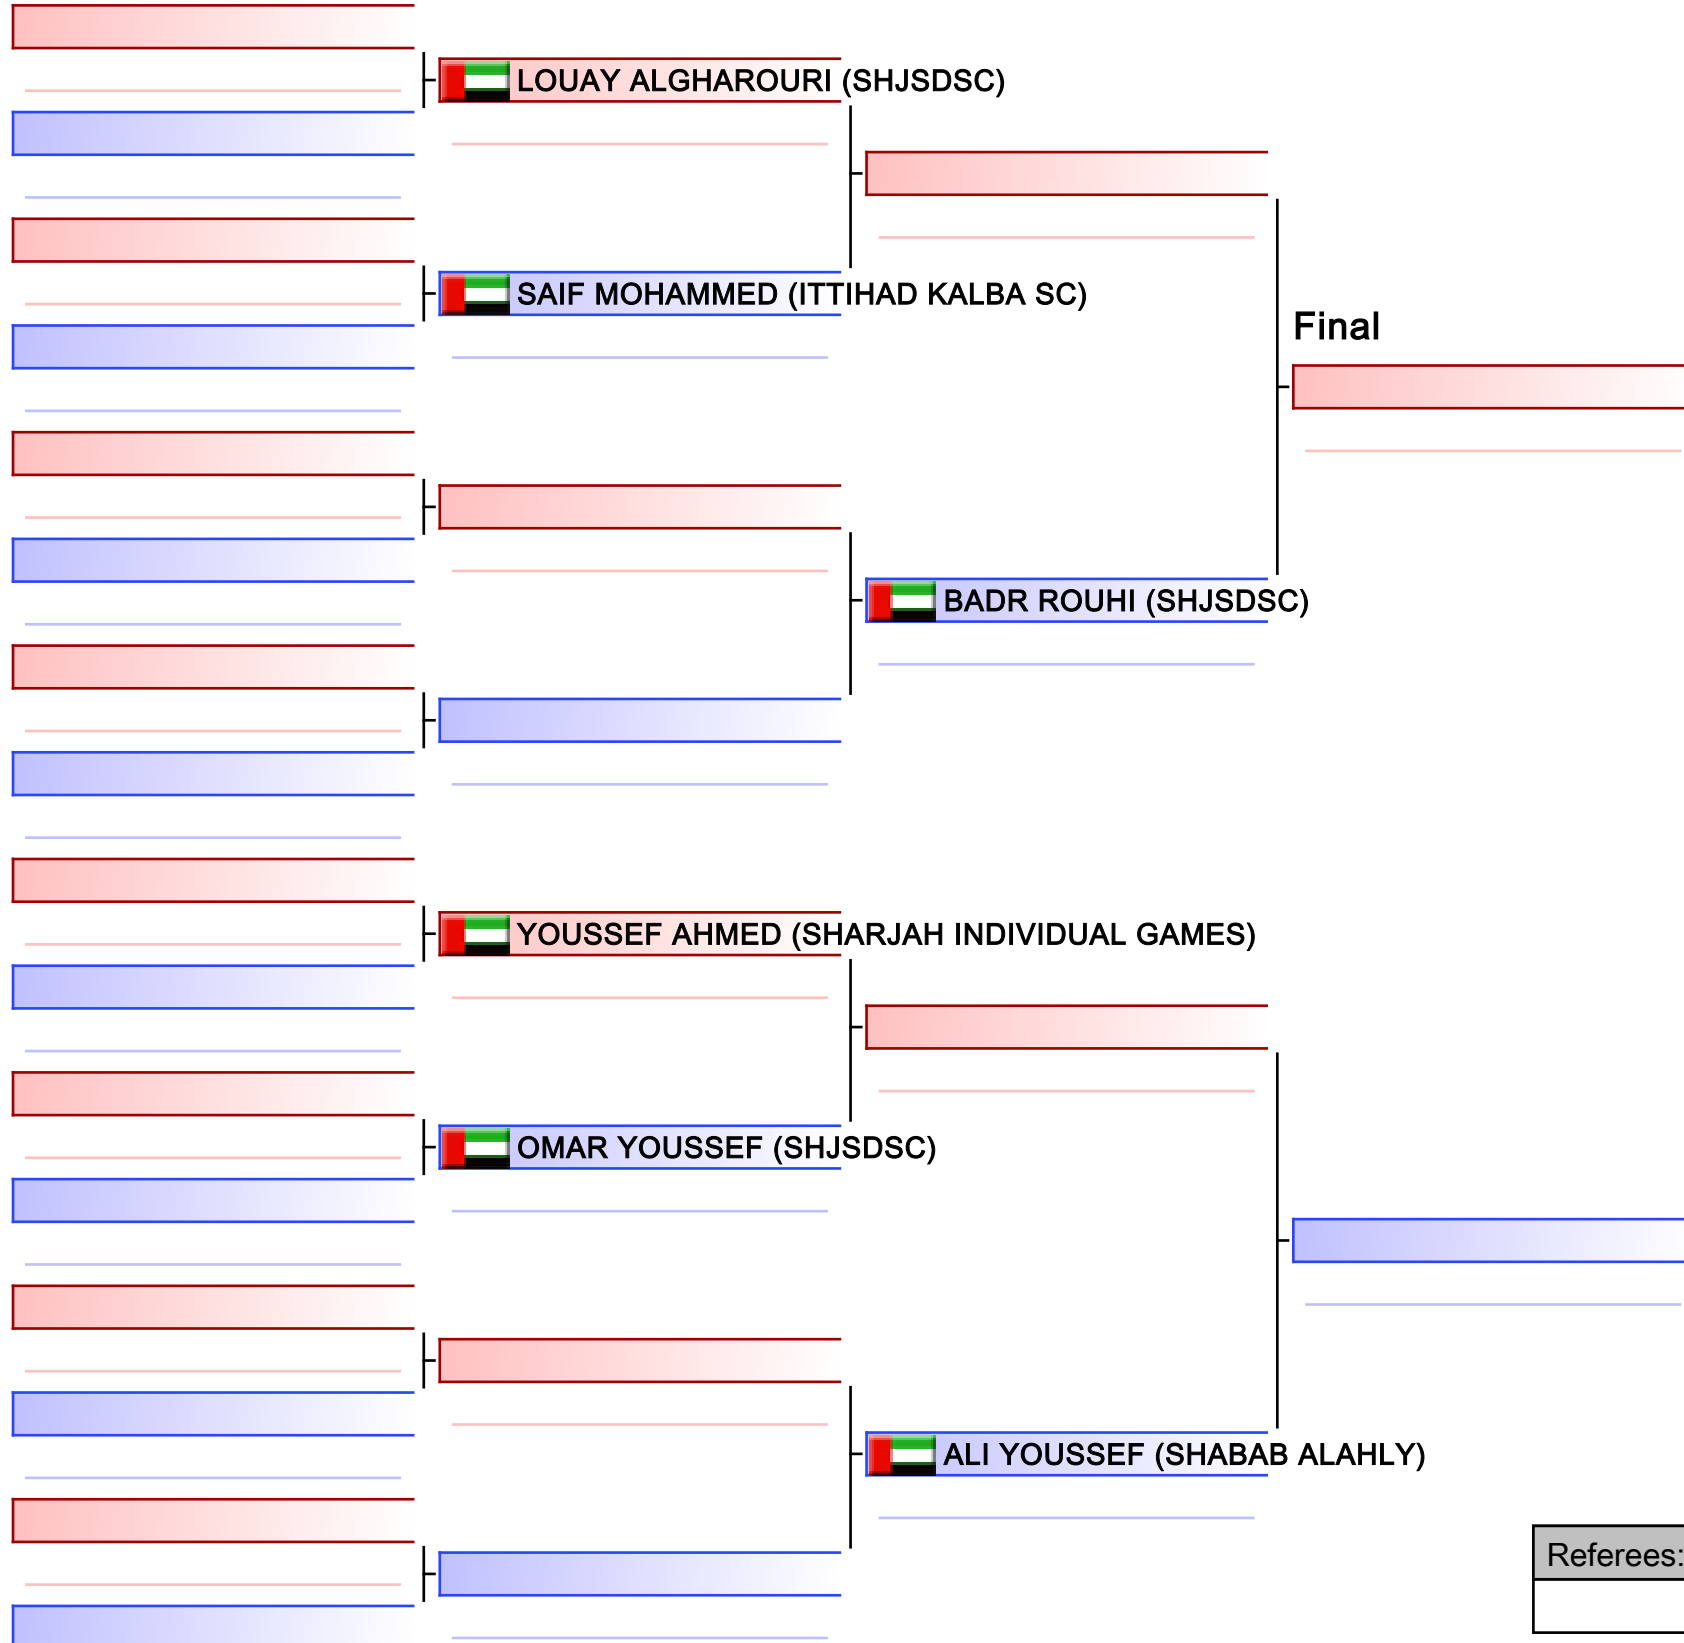 LOUAY ALGHAROURI (SHJSDSC)
SAIF MOHAMMED (ITTIHAD KALBA SC)
Final
BADR ROUHI (SHJSDSC)
YOUSSEF AHMED (SHARJAH INDIVIDUAL GAMES)
OMAR YOUSSEF (SHJSDSC)
ALI YOUSSEF (SHABAB ALAHLY)
Referees: